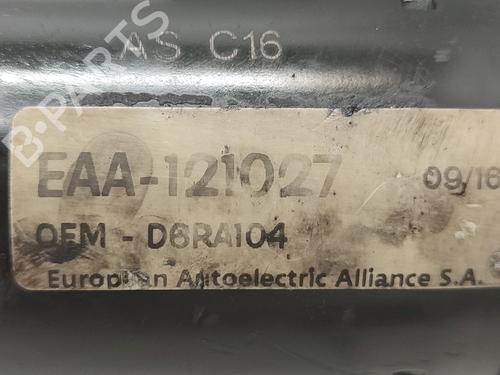 AS C16
EAA-121027
09/16
OEM - D6RA104
European Autoelectric Alliance S.A.
B-PARTS